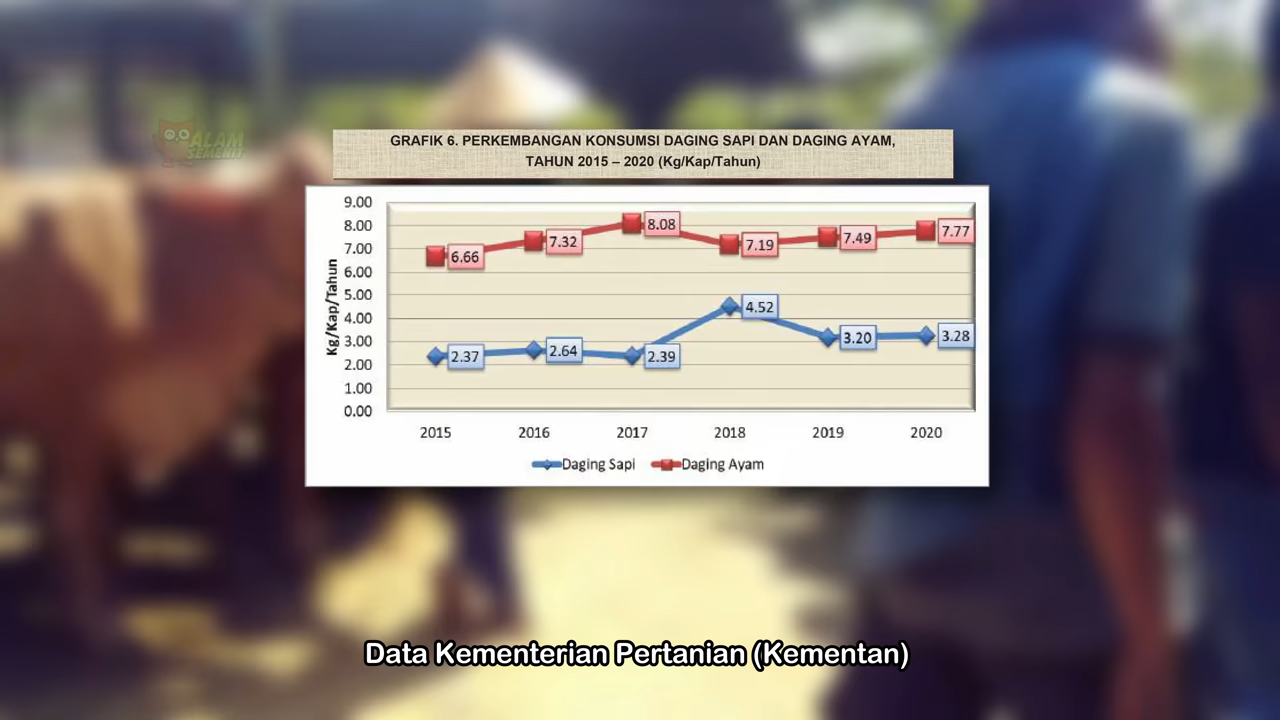 ALAM
SEMENIT
GRAFIK 6. PERKEMBANGAN KONSUMSI DAGING SAPI DAN DAGING AYAM,
TAHUN 2015 – 2020 (Kg/Kap/Tahun)
Kg/Kap/Tahun
9.00
8.00
7.00
6.00
5.00
4.00
3.00
2.00
1.00
0.00
6.66 7.32 8.08 7.19 7.49 7.77
2.37 2.64 2.39 4.52 3.20 3.28
2015 2016 2017 2018 2019 2020
Daging Sapi Daging Ayam
Data Kementerian Pertanian (Kementan)